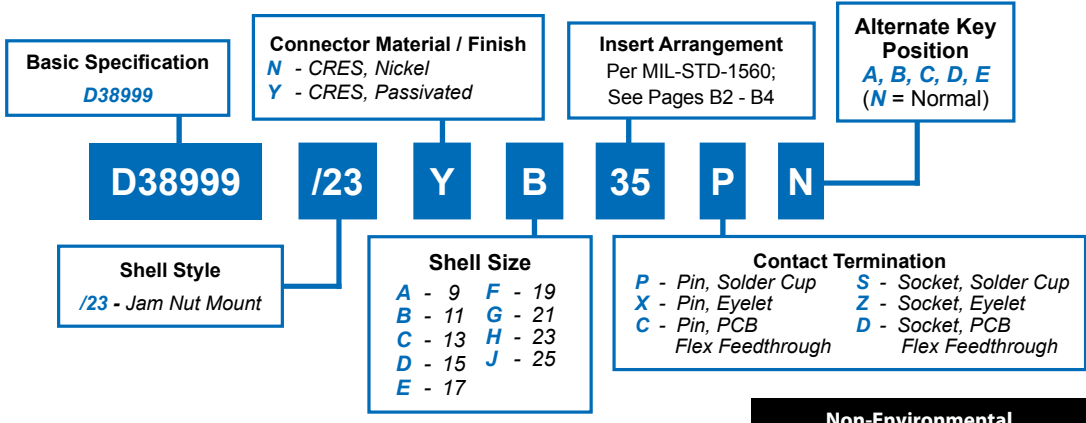 Basic Specification
D38999
Connector Material / Finish
N - CRES, Nickel
Y - CRES, Passivated
Insert Arrangement
Per MIL-STD-1560;
See Pages B2 - B4
Alternate Key
Position
A, B, C, D, E
(N = Normal)
D38999 /23 Y B 35 P N
Shell Style
/23 - Jam Nut Mount
Shell Size
A - 9 F - 19
B - 11 G - 21
C - 13 H - 23
D - 15 J - 25
E - 17
Contact Termination
P - Pin, Solder Cup S - Socket, Solder Cup
X - Pin, Eyelet Z - Socket, Eyelet
C - Pin, PCB D - Socket, PCB
Flex Feedthrough Flex Feedthrough
Non-Environmental